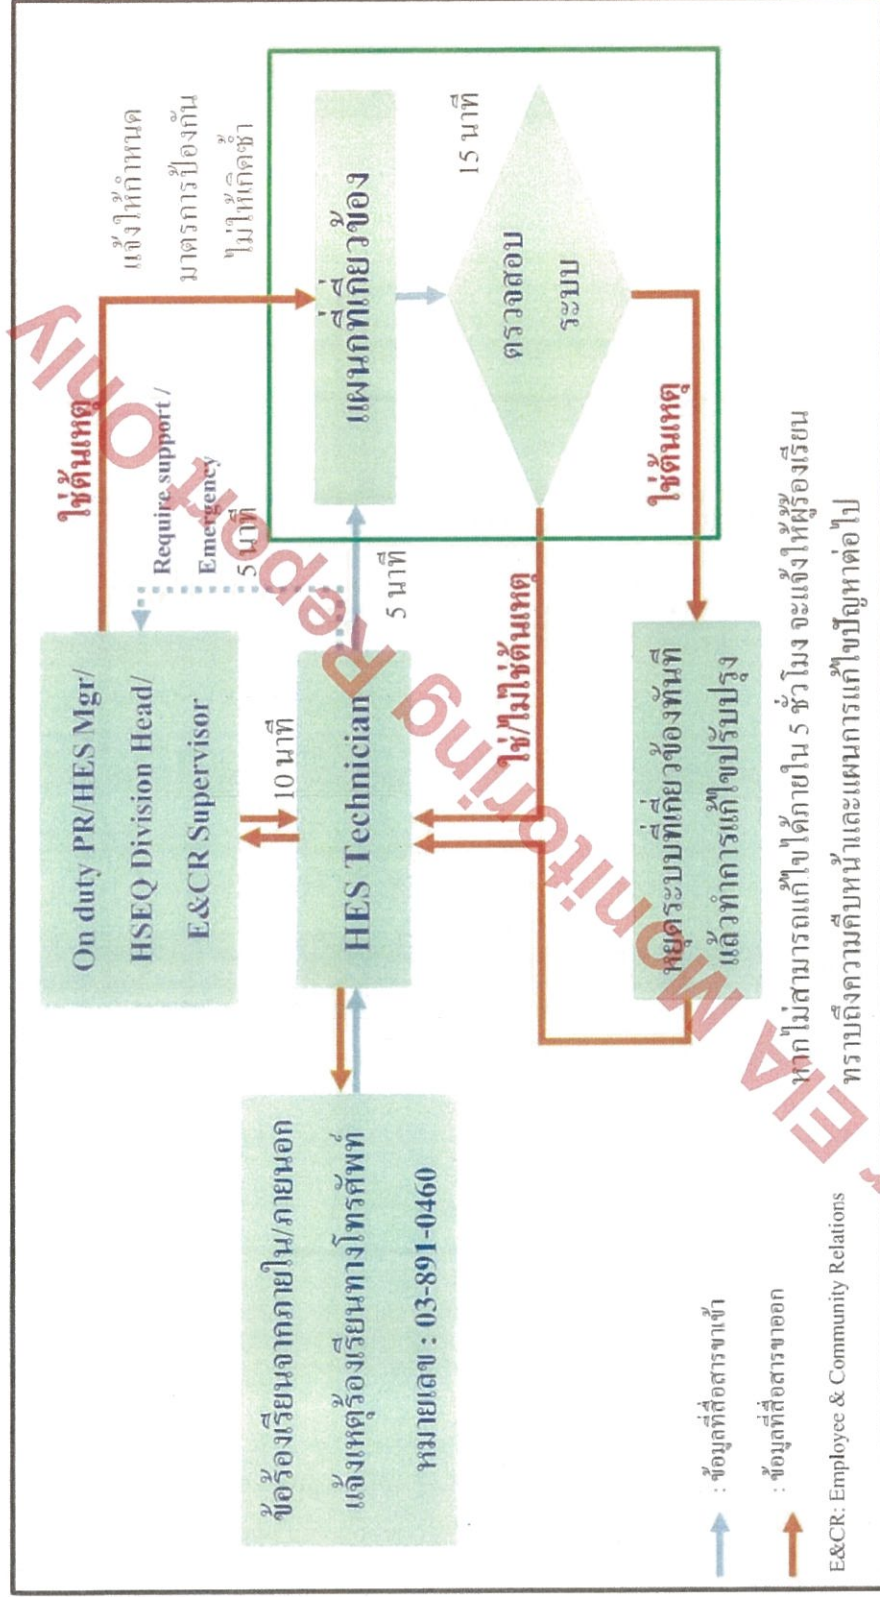 ข้อร้องเรียนจากภายใน/ภายนอก
แจ้งเหตุร้องเรียนทางโทรศัพท์
หมายเลข : 03-891-0460
On duty PR/HES Mgr/
HSEQ Division Head/
E&CR Supervisor
10 นาที
HES Technician
ใช่ต้นเหตุ
Require support /
Emergency
5 นาที
5 นาที
แจ้งให้กำหนด
มาตรการป้องกัน
ไม่ให้เกิดซ้ำ
แผนกที่เกี่ยวข้อง
15 นาที
ตรวจสอบ
ระบบ
ใช่/ไม่ใช่ต้นเหตุ
ใช่ต้นเหตุ
หยุดระบบที่เกี่ยวข้องทันที
แล้วทำการแก้ไขปรับปรุง
หากไม่สามารถแก้ไขได้ภายใน 5 ชั่วโมง จะแจ้งให้ผู้ร้องเรียน
ทราบถึงความคืบหน้าและแผนการแก้ไขปัญหาต่อไป
: ข้อมูลที่สื่อสารขาเข้า
: ข้อมูลที่สื่อสารขาออก
E&CR: Employee & Community Relations
EIA Monitoring Report Only